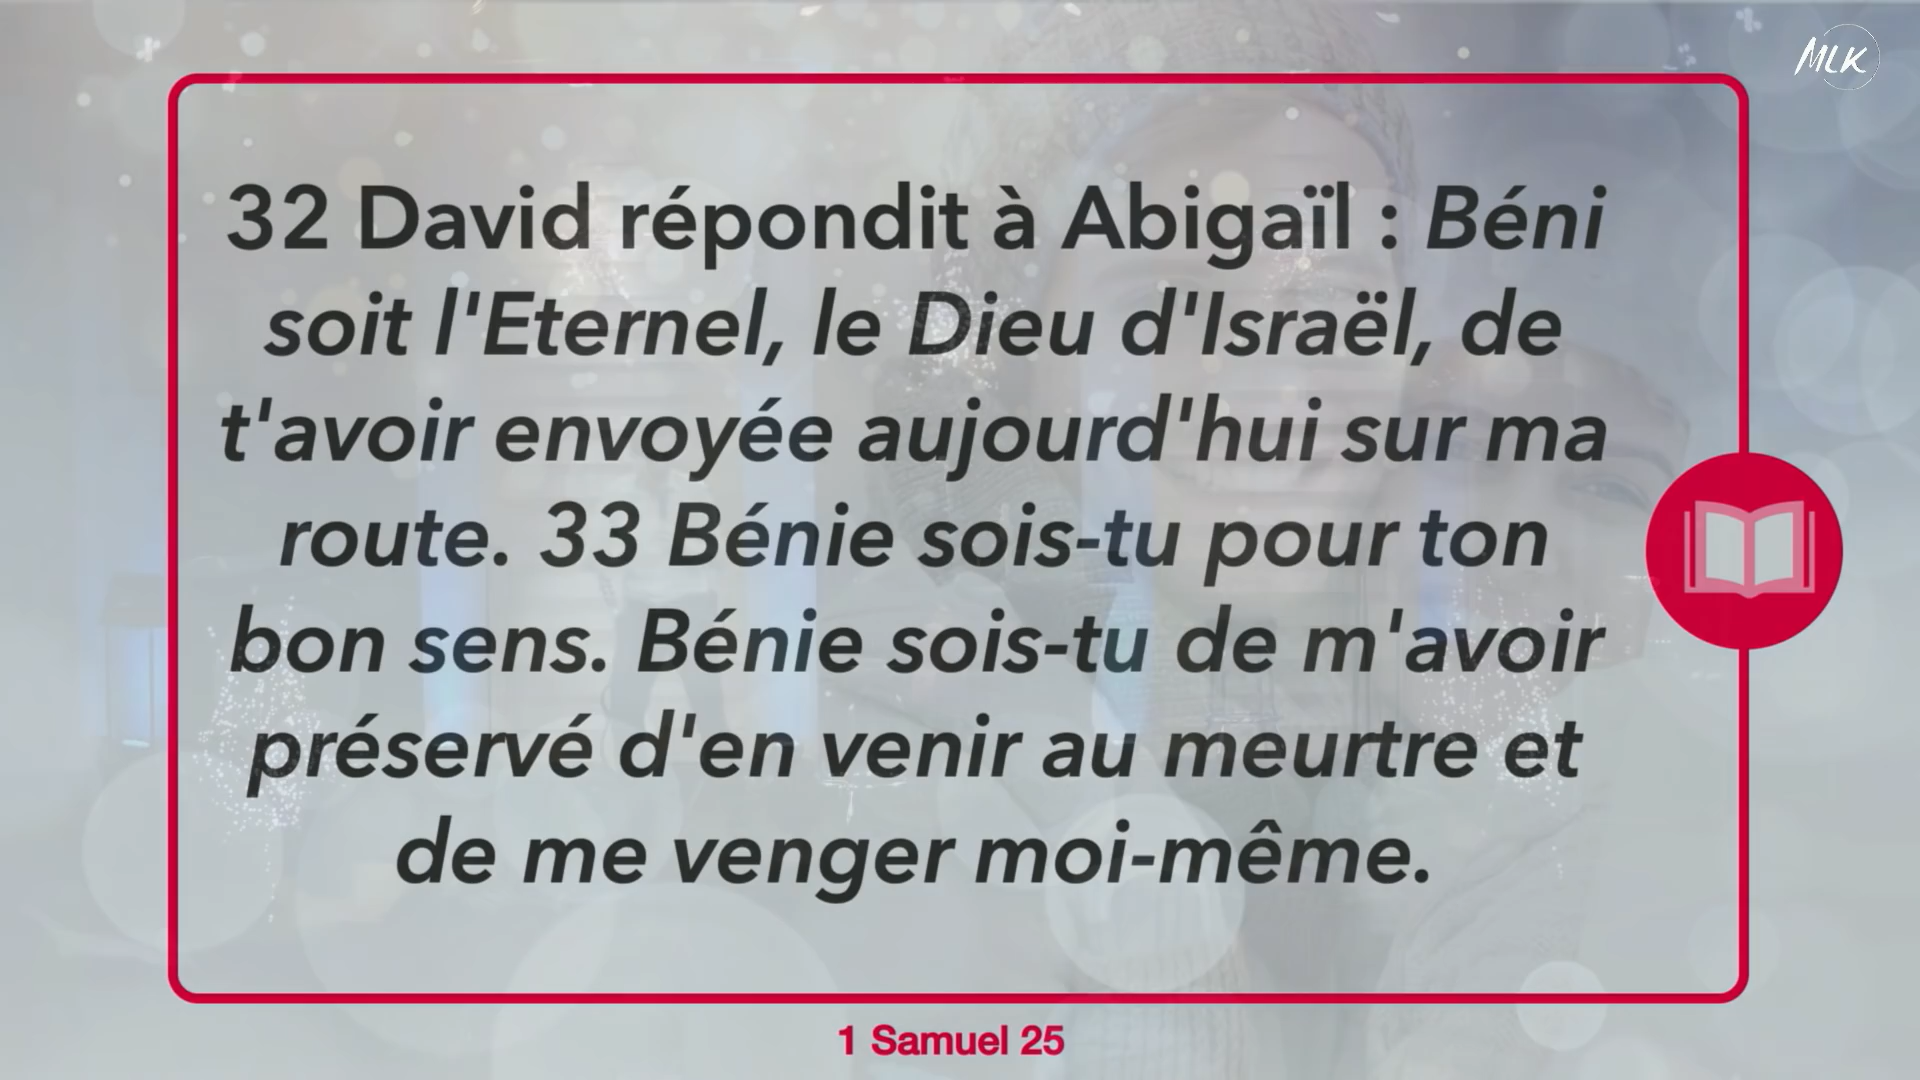 MLK
32 David répondit à Abigaïl : Béni
soit l'Eternel, le Dieu d'Israël, de
t'avoir envoyée aujourd'hui sur ma
route. 33 Bénie sois-tu pour ton
bon sens. Bénie sois-tu de m'avoir
préservé d'en venir au meurtre et
de me venger moi-même.
1 Samuel 25